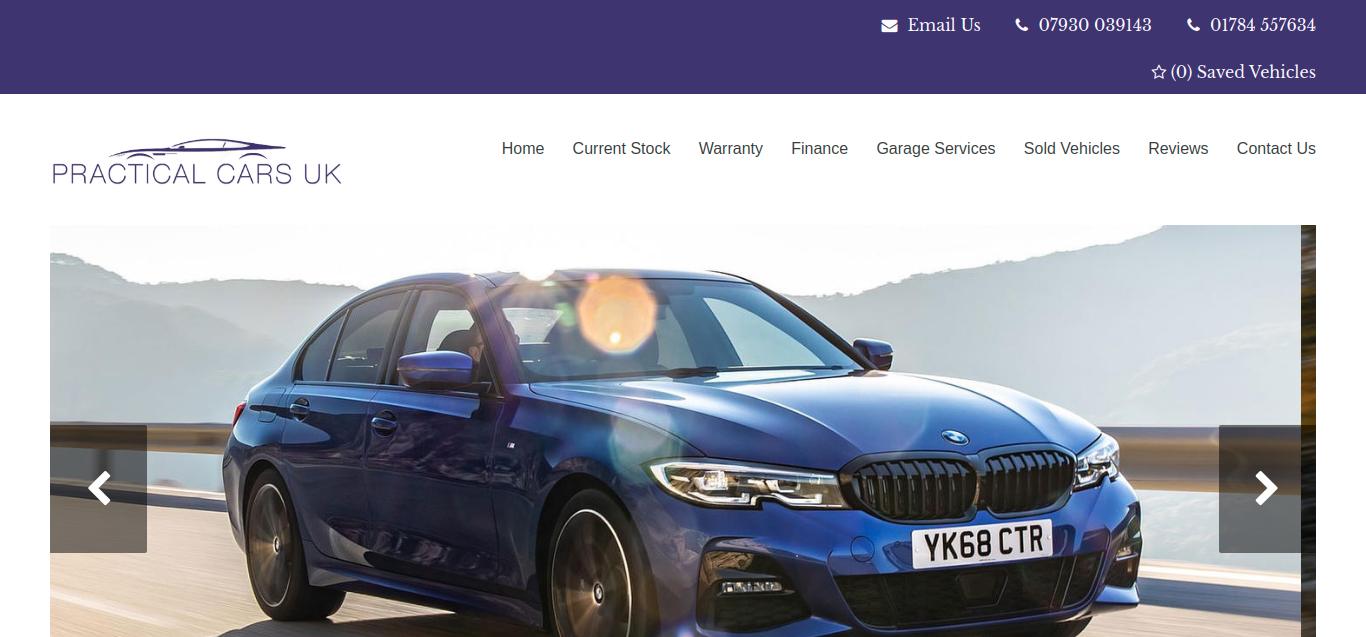 Email Us 07930 039143 01784 557634
(0) Saved Vehicles
PRACTICAL CARS UK
Home Current Stock Warranty Finance Garage Services Sold Vehicles Reviews Contact Us
YK68 CTR